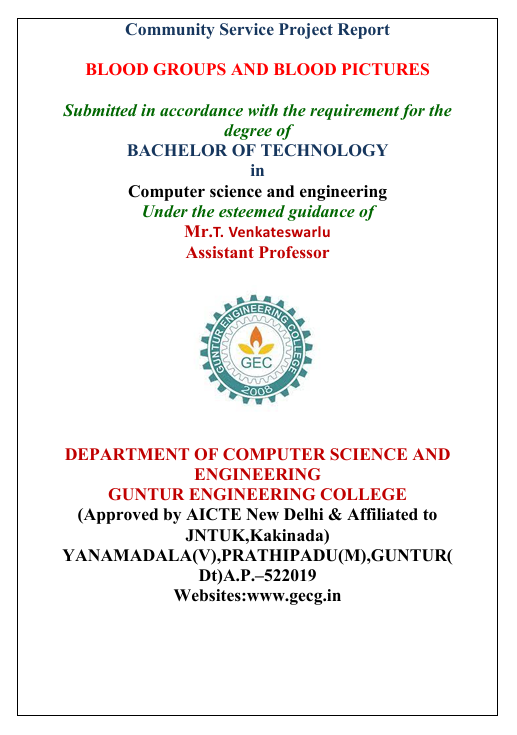 Community Service Project Report
BLOOD GROUPS AND BLOOD PICTURES
Submitted in accordance with the requirement for the
degree of
BACHELOR OF TECHNOLOGY
in
Computer science and engineering
Under the esteemed guidance of
Mr.T. Venkateswarlu
Assistant Professor
GUNTUR ENGINEERING COLLEGE
GEC
2008
DEPARTMENT OF COMPUTER SCIENCE AND
ENGINEERING
GUNTUR ENGINEERING COLLEGE
(Approved by AICTE New Delhi & Affiliated to
JNTUK,Kakinada)
YANAMADALA(V),PRATHIPADU(M),GUNTUR(
Dt)A.P.–522019
Websites:www.gecg.in